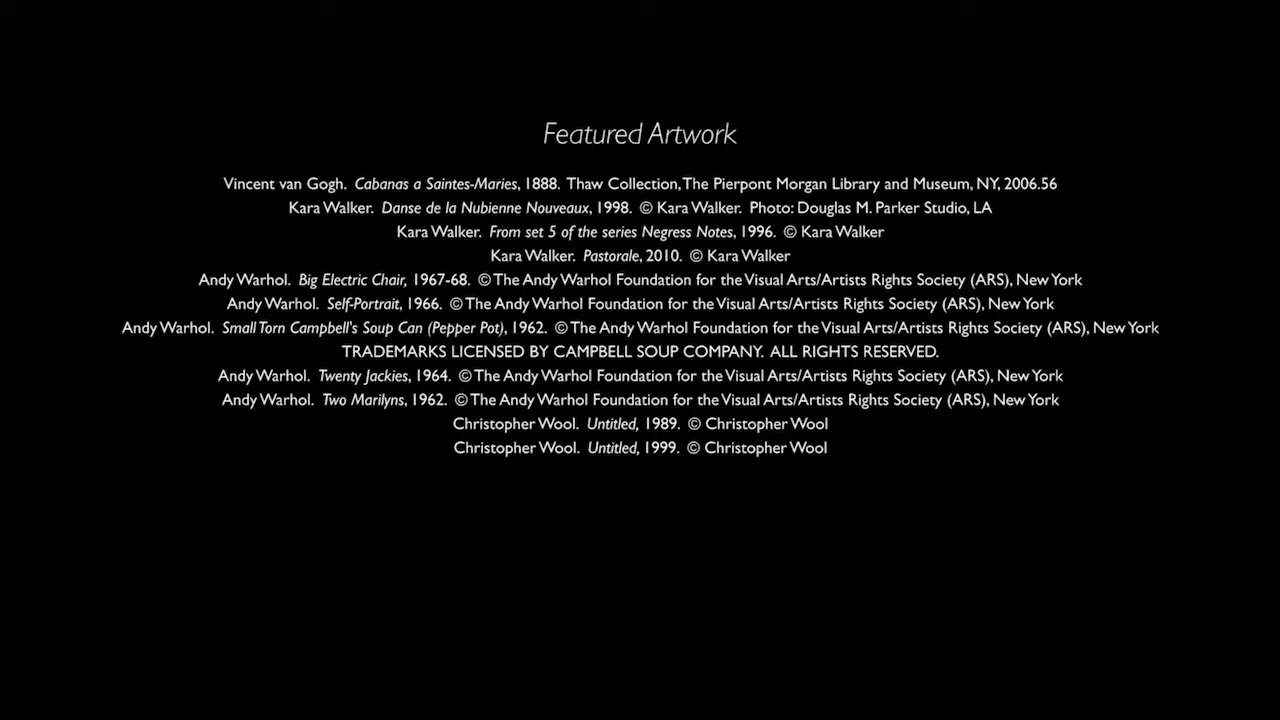 Featured Artwork
Vincent van Gogh. Cabanas a Saintes-Maries, 1888. Thaw Collection, The Pierpont Morgan Library and Museum, NY, 2006.56
Kara Walker. Danse de la Nubienne Nouveaux, 1998. © Kara Walker. Photo: Douglas M. Parker Studio, LA
Kara Walker. From set 5 of the series Negress Notes, 1996. © Kara Walker
Kara Walker. Pastorale, 2010. © Kara Walker
Andy Warhol. Big Electric Chair, 1967-68. © The Andy Warhol Foundation for the Visual Arts/Artists Rights Society (ARS), New York
Andy Warhol. Self-Portrait, 1966. © The Andy Warhol Foundation for the Visual Arts/Artists Rights Society (ARS), New York
Andy Warhol. Small Torn Campbell's Soup Can (Pepper Pot), 1962. © The Andy Warhol Foundation for the Visual Arts/Artists Rights Society (ARS), New York
TRADEMARKS LICENSED BY CAMPBELL SOUP COMPANY. ALL RIGHTS RESERVED.
Andy Warhol. Twenty Jackies, 1964. © The Andy Warhol Foundation for the Visual Arts/Artists Rights Society (ARS), New York
Andy Warhol. Two Marilyns, 1962. © The Andy Warhol Foundation for the Visual Arts/Artists Rights Society (ARS), New York
Christopher Wool. Untitled, 1989. © Christopher Wool
Christopher Wool. Untitled, 1999. © Christopher Wool